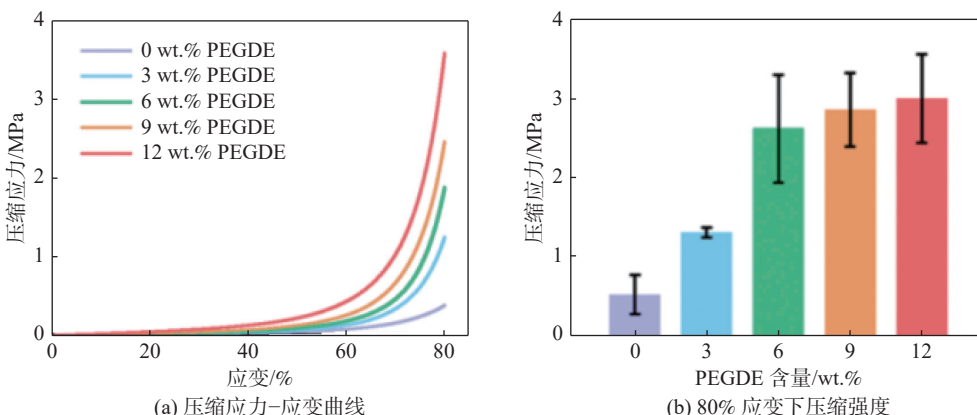 4
3
2
1
0
压缩应力/MPa
0 wt.% PEGDE
3 wt.% PEGDE
6 wt.% PEGDE
9 wt.% PEGDE
12 wt.% PEGDE
0 20 40 60 80
应变/%
(a) 压缩应力–应变曲线
4
3
2
1
0
压缩应力/MPa
0 3 6 9 12
PEGDE 含量/wt.%
(b) 80% 应变下压缩强度